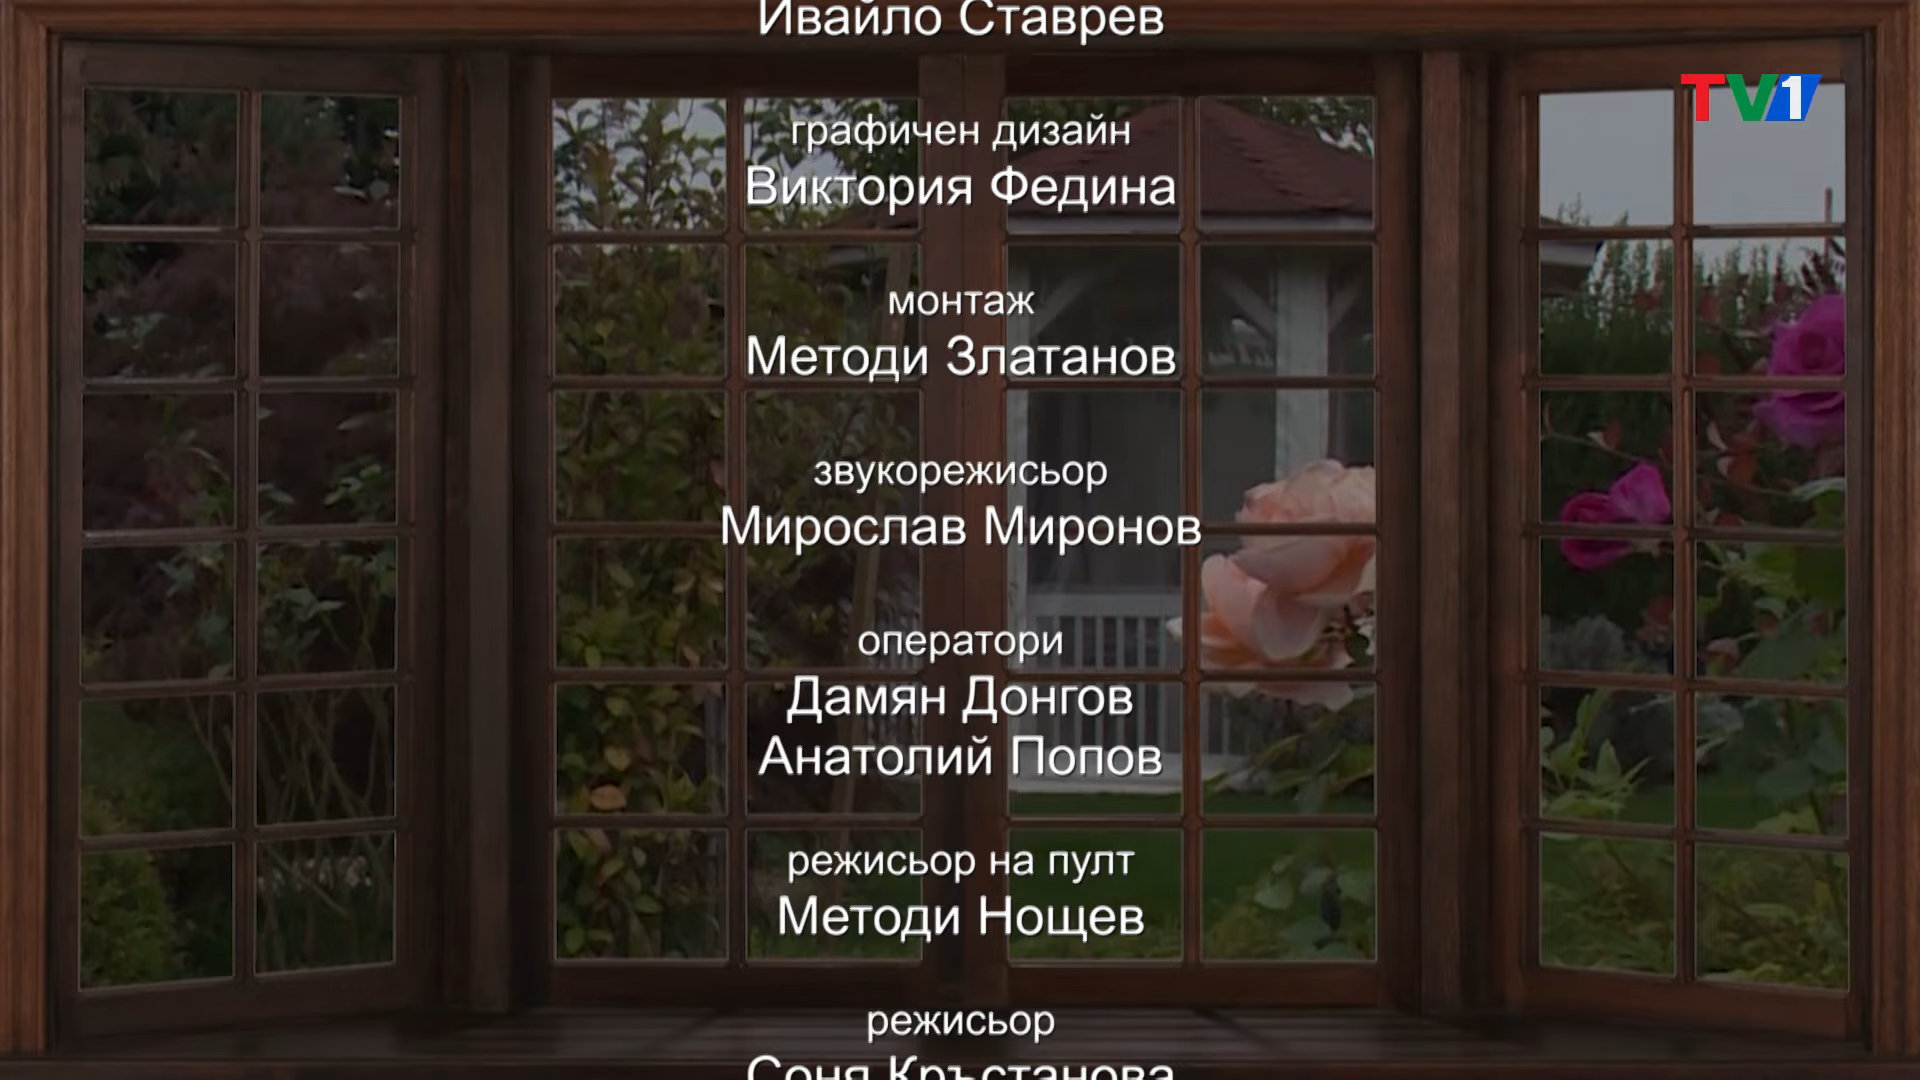 Ивайло Ставрев
TV1
графичен дизайн
Виктория Федина
монтаж
Методи Златанов
звукорежисьор
Мирослав Миронов
оператори
Дамян Донгов
Анатолий Попов
режисьор на пулт
Методи Нощев
режисьор
Соня Кръстанова